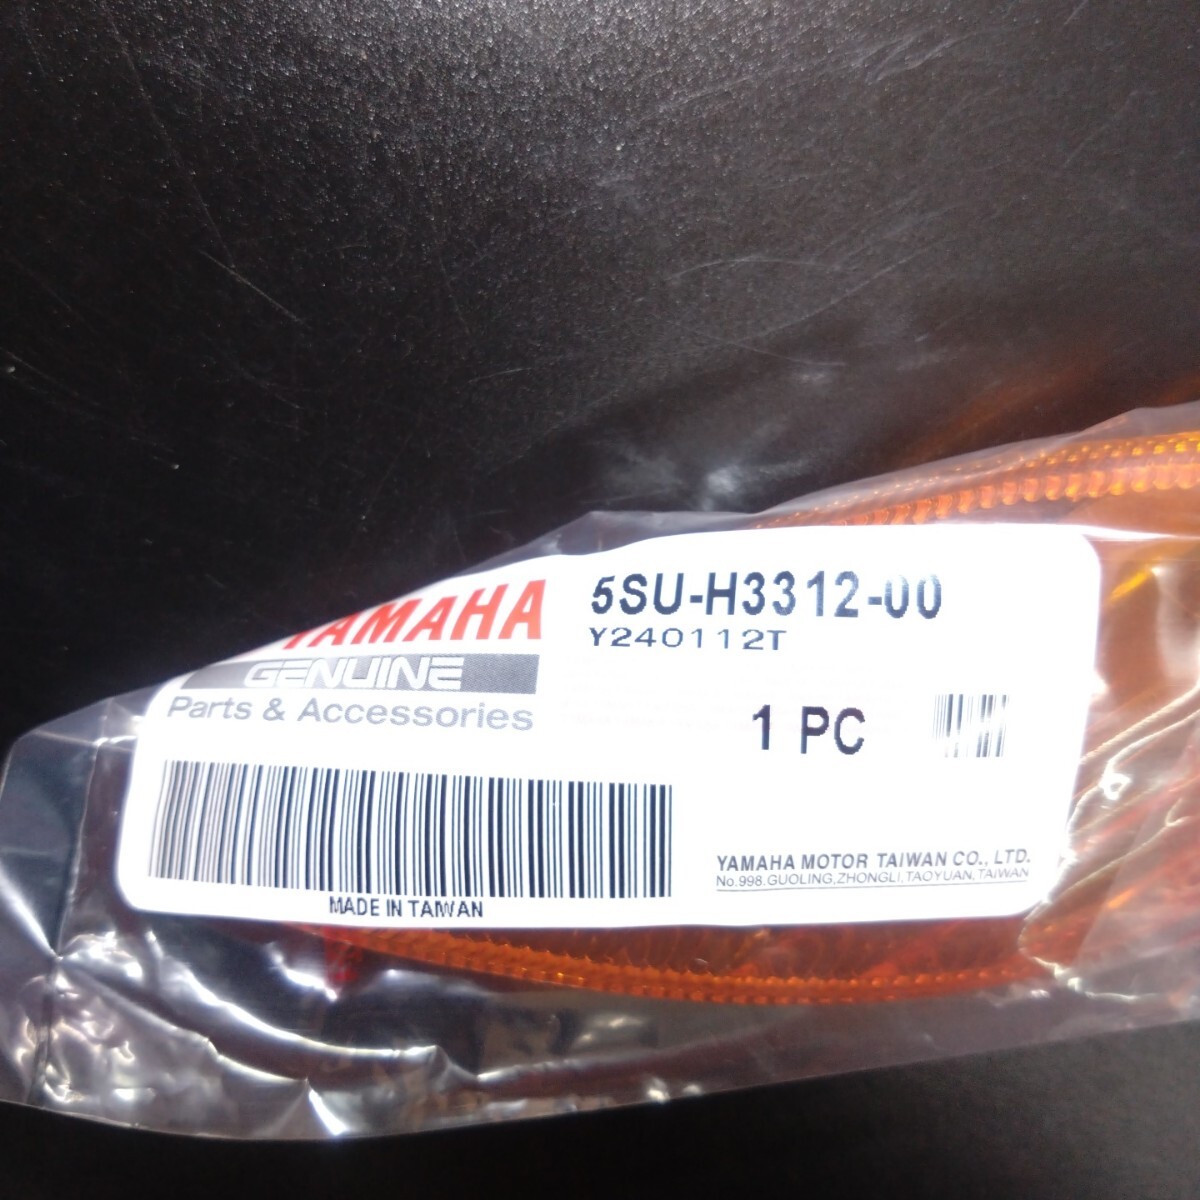 YAMAHA
GENUINE
Parts & Accessories
5SU-H3312-00
Y240112T
1 PC
MADE IN TAIWAN
YAMAHA MOTOR TAIWAN CO., LTD.
No.998.GUOLING,ZHONGLI,TAOYUAN,TAIWAN